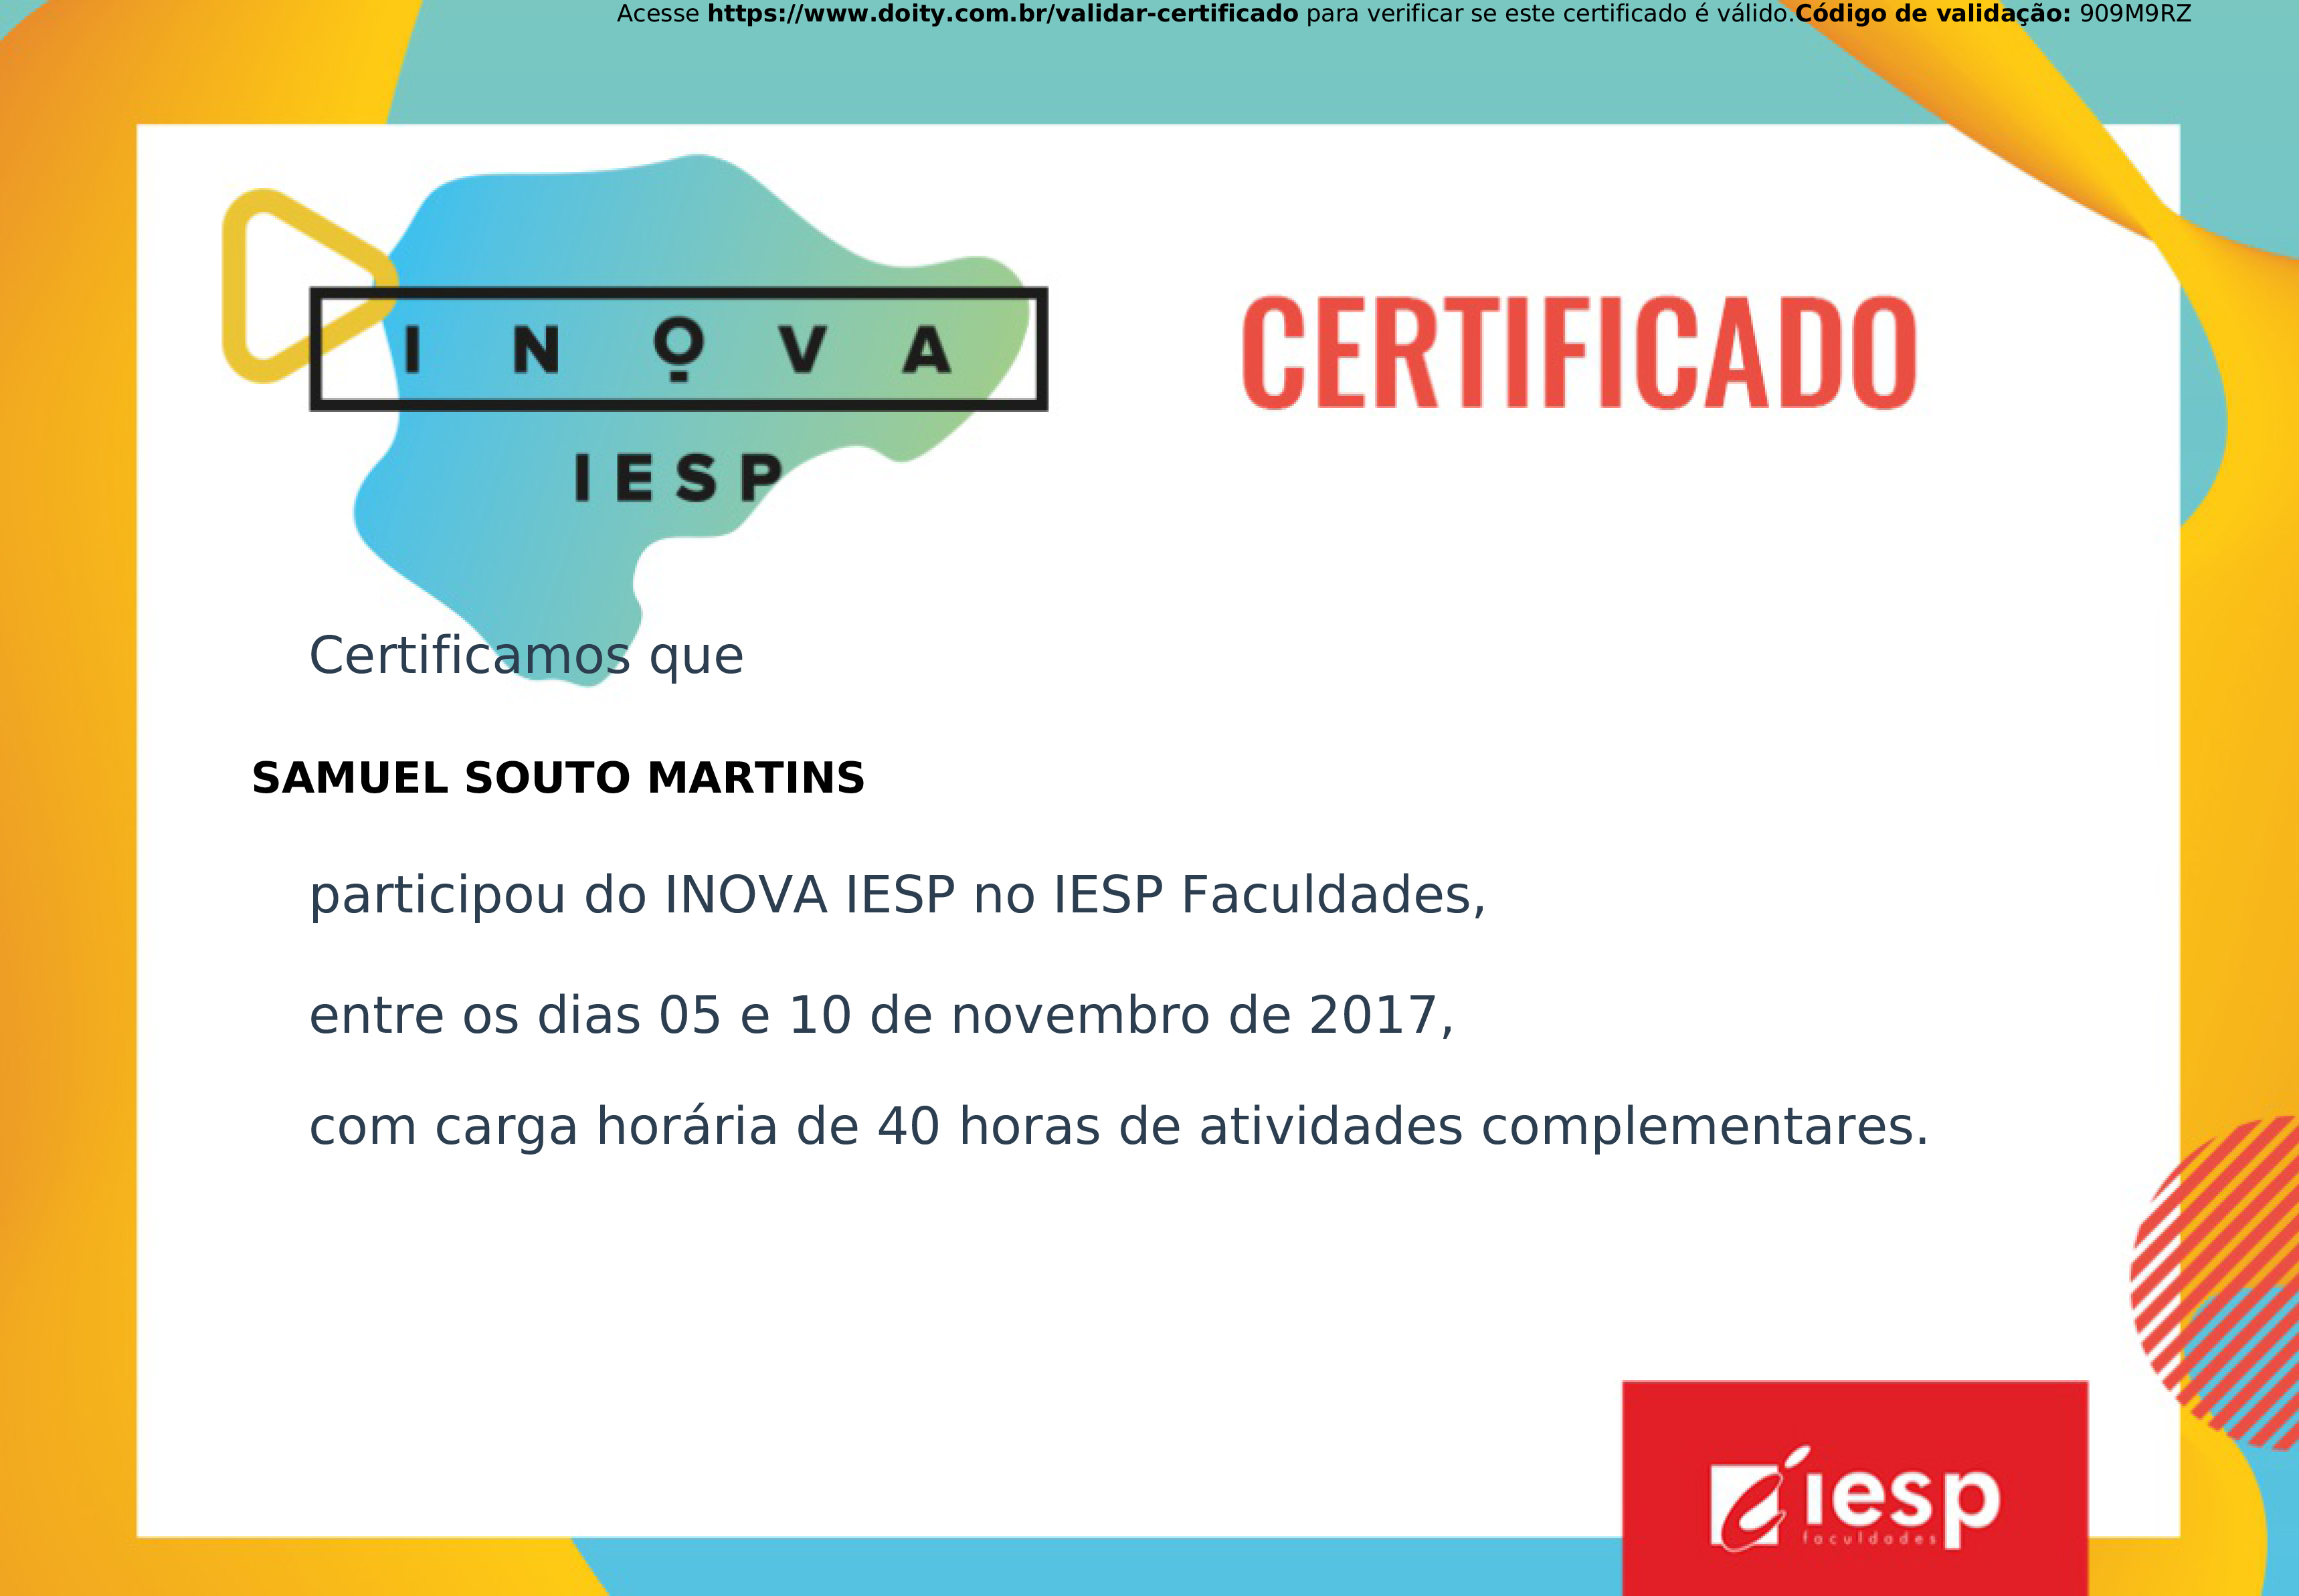 Acesse https://www.doity.com.br/validar-certificado para verificar se este certificado é válido.Código de validação: 909M9RZ
INOVA
IESP
CERTIFICADO
Certificamos que
SAMUEL SOUTO MARTINS
participou do INOVA IESP no IESP Faculdades,
entre os dias 05 e 10 de novembro de 2017,
com carga horária de 40 horas de atividades complementares.
iesp
faculdades